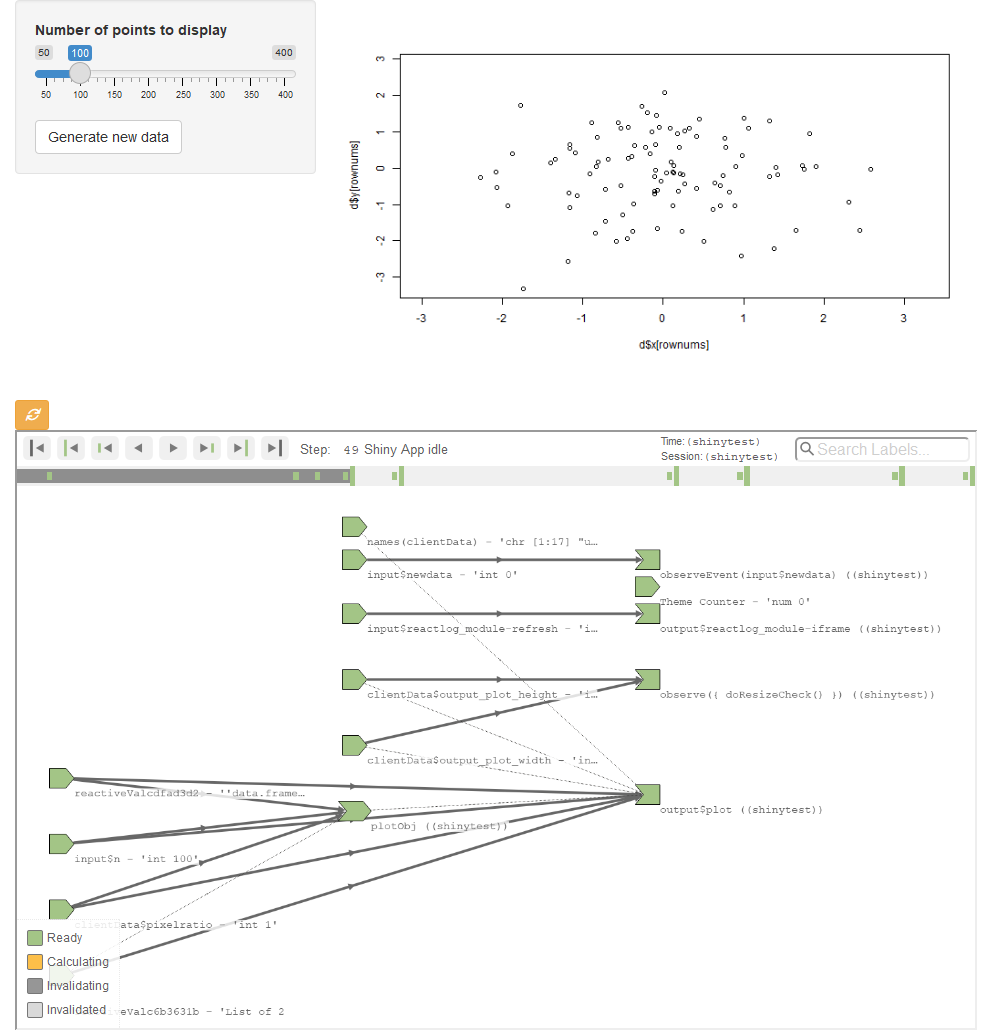 Number of points to display
50 100 400
50 100 150 200 250 300 350 400
Generate new data
3
2
1
0
-1
-2
-3
d$y[rownums]
-3 -2 -1 0 1 2 3
d$x[rownums]
Step: 49 Shiny App idle
Time: (shinytest)
Session: (shinytest)
Search Labels...
names(clientData) - 'chr [1:17] "u…
input$newdata - 'int 0'
observeEvent(input$newdata) ((shinytest))
Theme Counter - 'num 0'
input$reactlog_module-refresh - 'i…
output$reactlog_module-iframe ((shinytest))
clientData$output_plot_height - 'i…
observe({ doResizeCheck() }) ((shinytest))
clientData$output_plot_width - 'in…
reactiveValcdfad3d2 - ''data.frame…
output$plot ((shinytest))
plotObj ((shinytest))
input$n - 'int 100'
clientData$pixelratio - 'int 1'
Ready
Calculating
Invalidating
Invalidated
iveValc6b3631b - 'List of 2